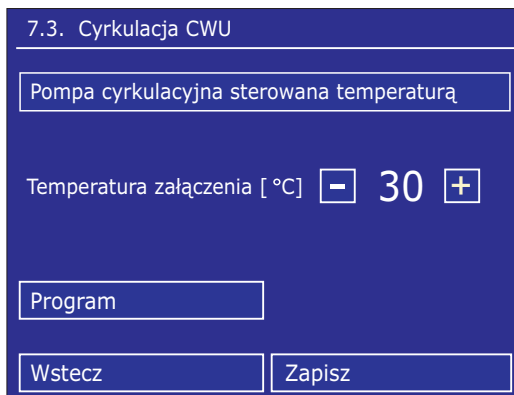 7.3. Cyrkulacja CWU
Pompa cyrkulacyjna sterowana temperaturą
Temperatura załączenia [ °C] - 30 +
Program
Wstecz Zapisz